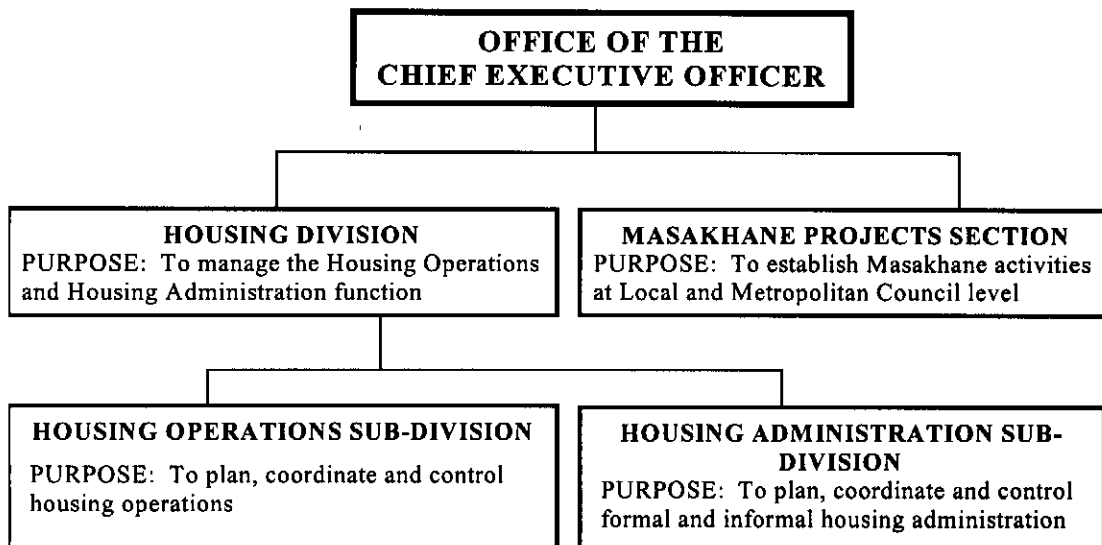 OFFICE OF THE
CHIEF EXECUTIVE OFFICER
HOUSING DIVISION
PURPOSE: To manage the Housing Operations
and Housing Administration function
MASAKHANE PROJECTS SECTION
PURPOSE: To establish Masakhane activities
at Local and Metropolitan Council level
HOUSING OPERATIONS SUB-DIVISION
PURPOSE: To plan, coordinate and control
housing operations
HOUSING ADMINISTRATION SUB-
DIVISION
PURPOSE: To plan, coordinate and control
formal and informal housing administration